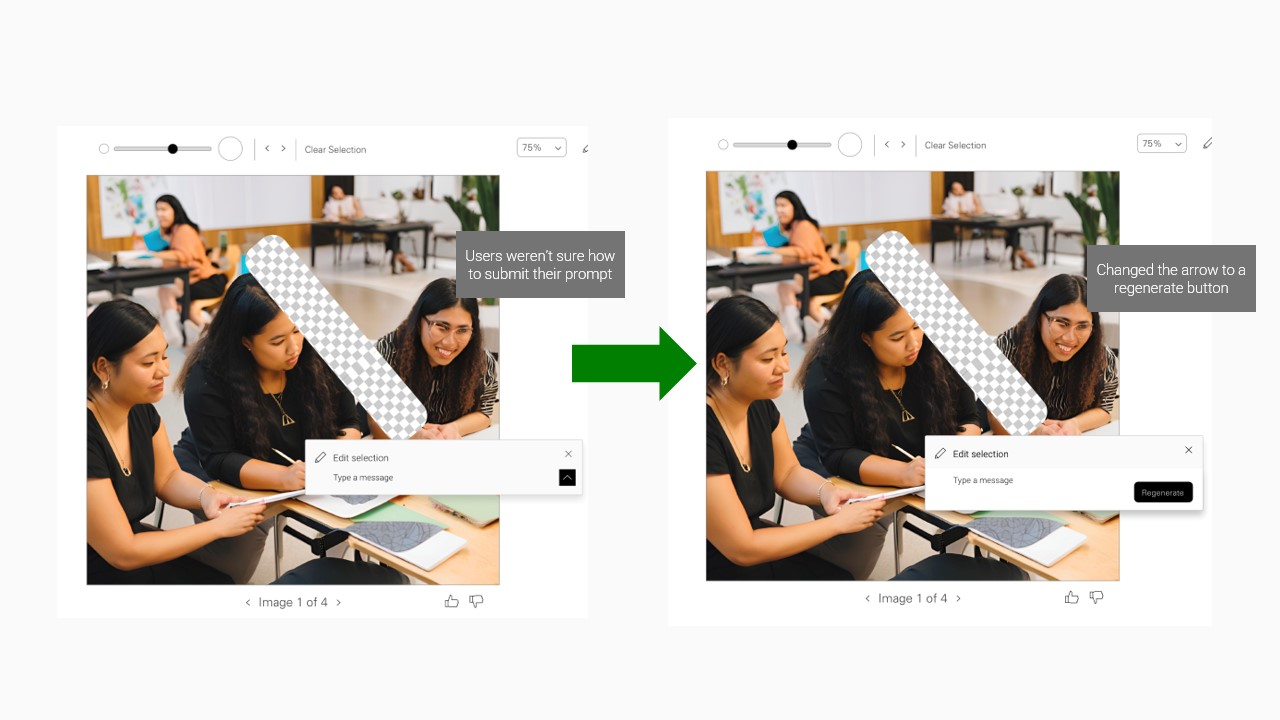 Clear Selection
75%
Users weren't sure how
to submit their prompt
Edit selection
Type a message
Image 1 of 4
Clear Selection
75%
Changed the arrow to a
regenerate button
Edit selection
Type a message
Regenerate
Image 1 of 4